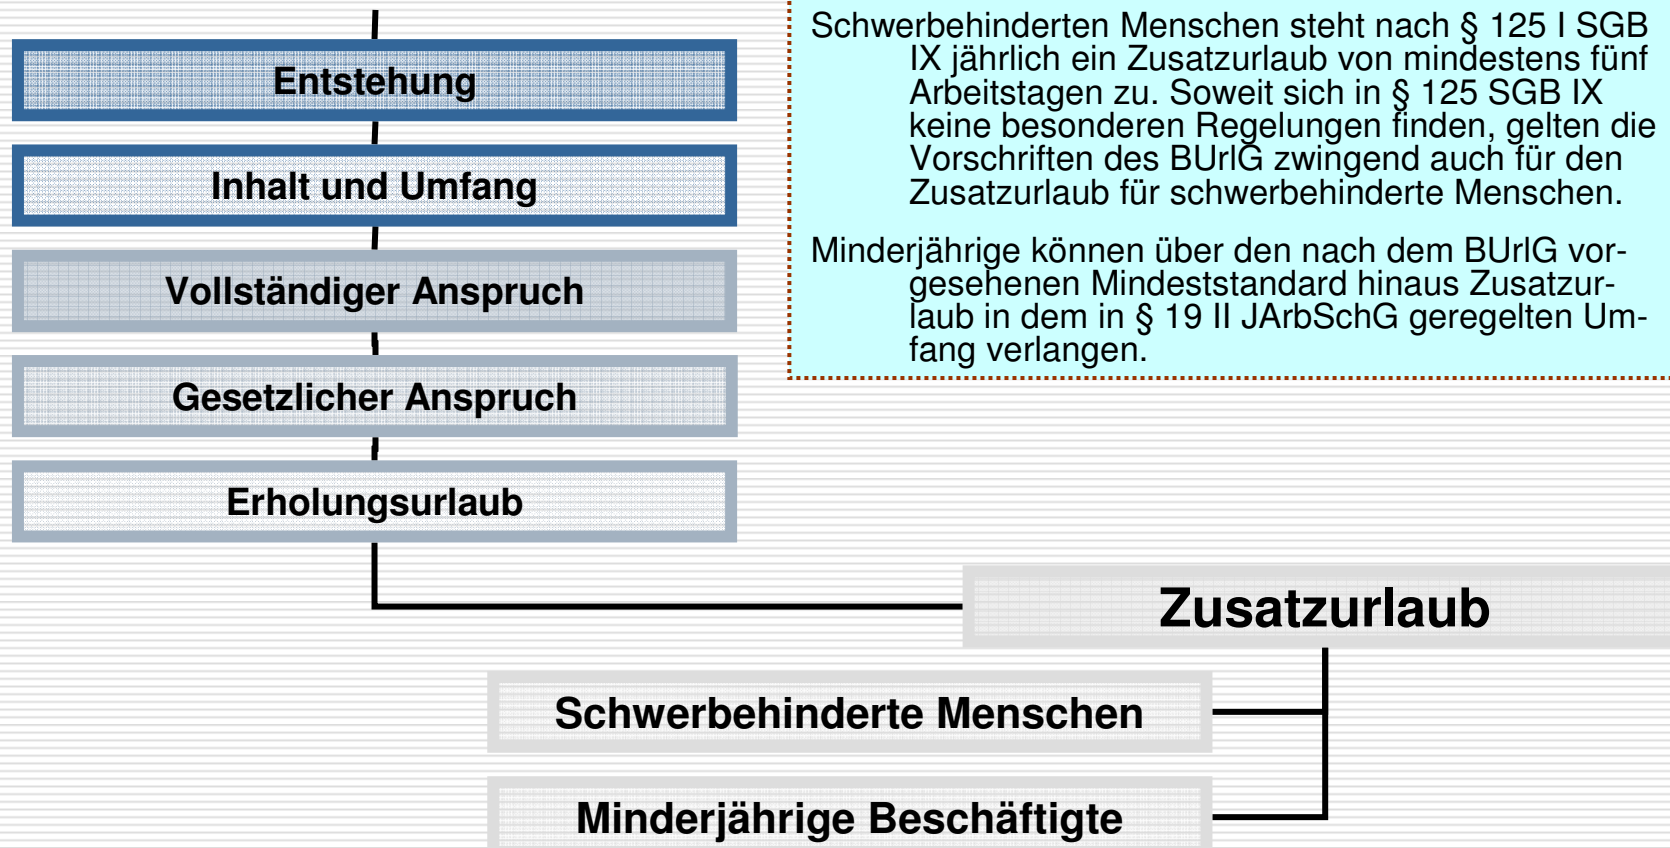 Schwerbehinderten Menschen steht nach § 125 I SGB
IX jährlich ein Zusatzurlaub von mindestens fünf
Arbeitstagen zu. Soweit sich in § 125 SGB IX
keine besonderen Regelungen finden, gelten die
Vorschriften des BUrlG zwingend auch für den
Zusatzurlaub für schwerbehinderte Menschen.
Minderjährige können über den nach dem BUrlG vor-
gesehenen Mindeststandard hinaus Zusatzur-
laub in dem in § 19 II JArbSchG geregelten Um-
fang verlangen.
Entstehung
Inhalt und Umfang
Vollständiger Anspruch
Gesetzlicher Anspruch
Erholungsurlaub
Zusatzurlaub
Schwerbehinderte Menschen
Minderjährige Beschäftigte